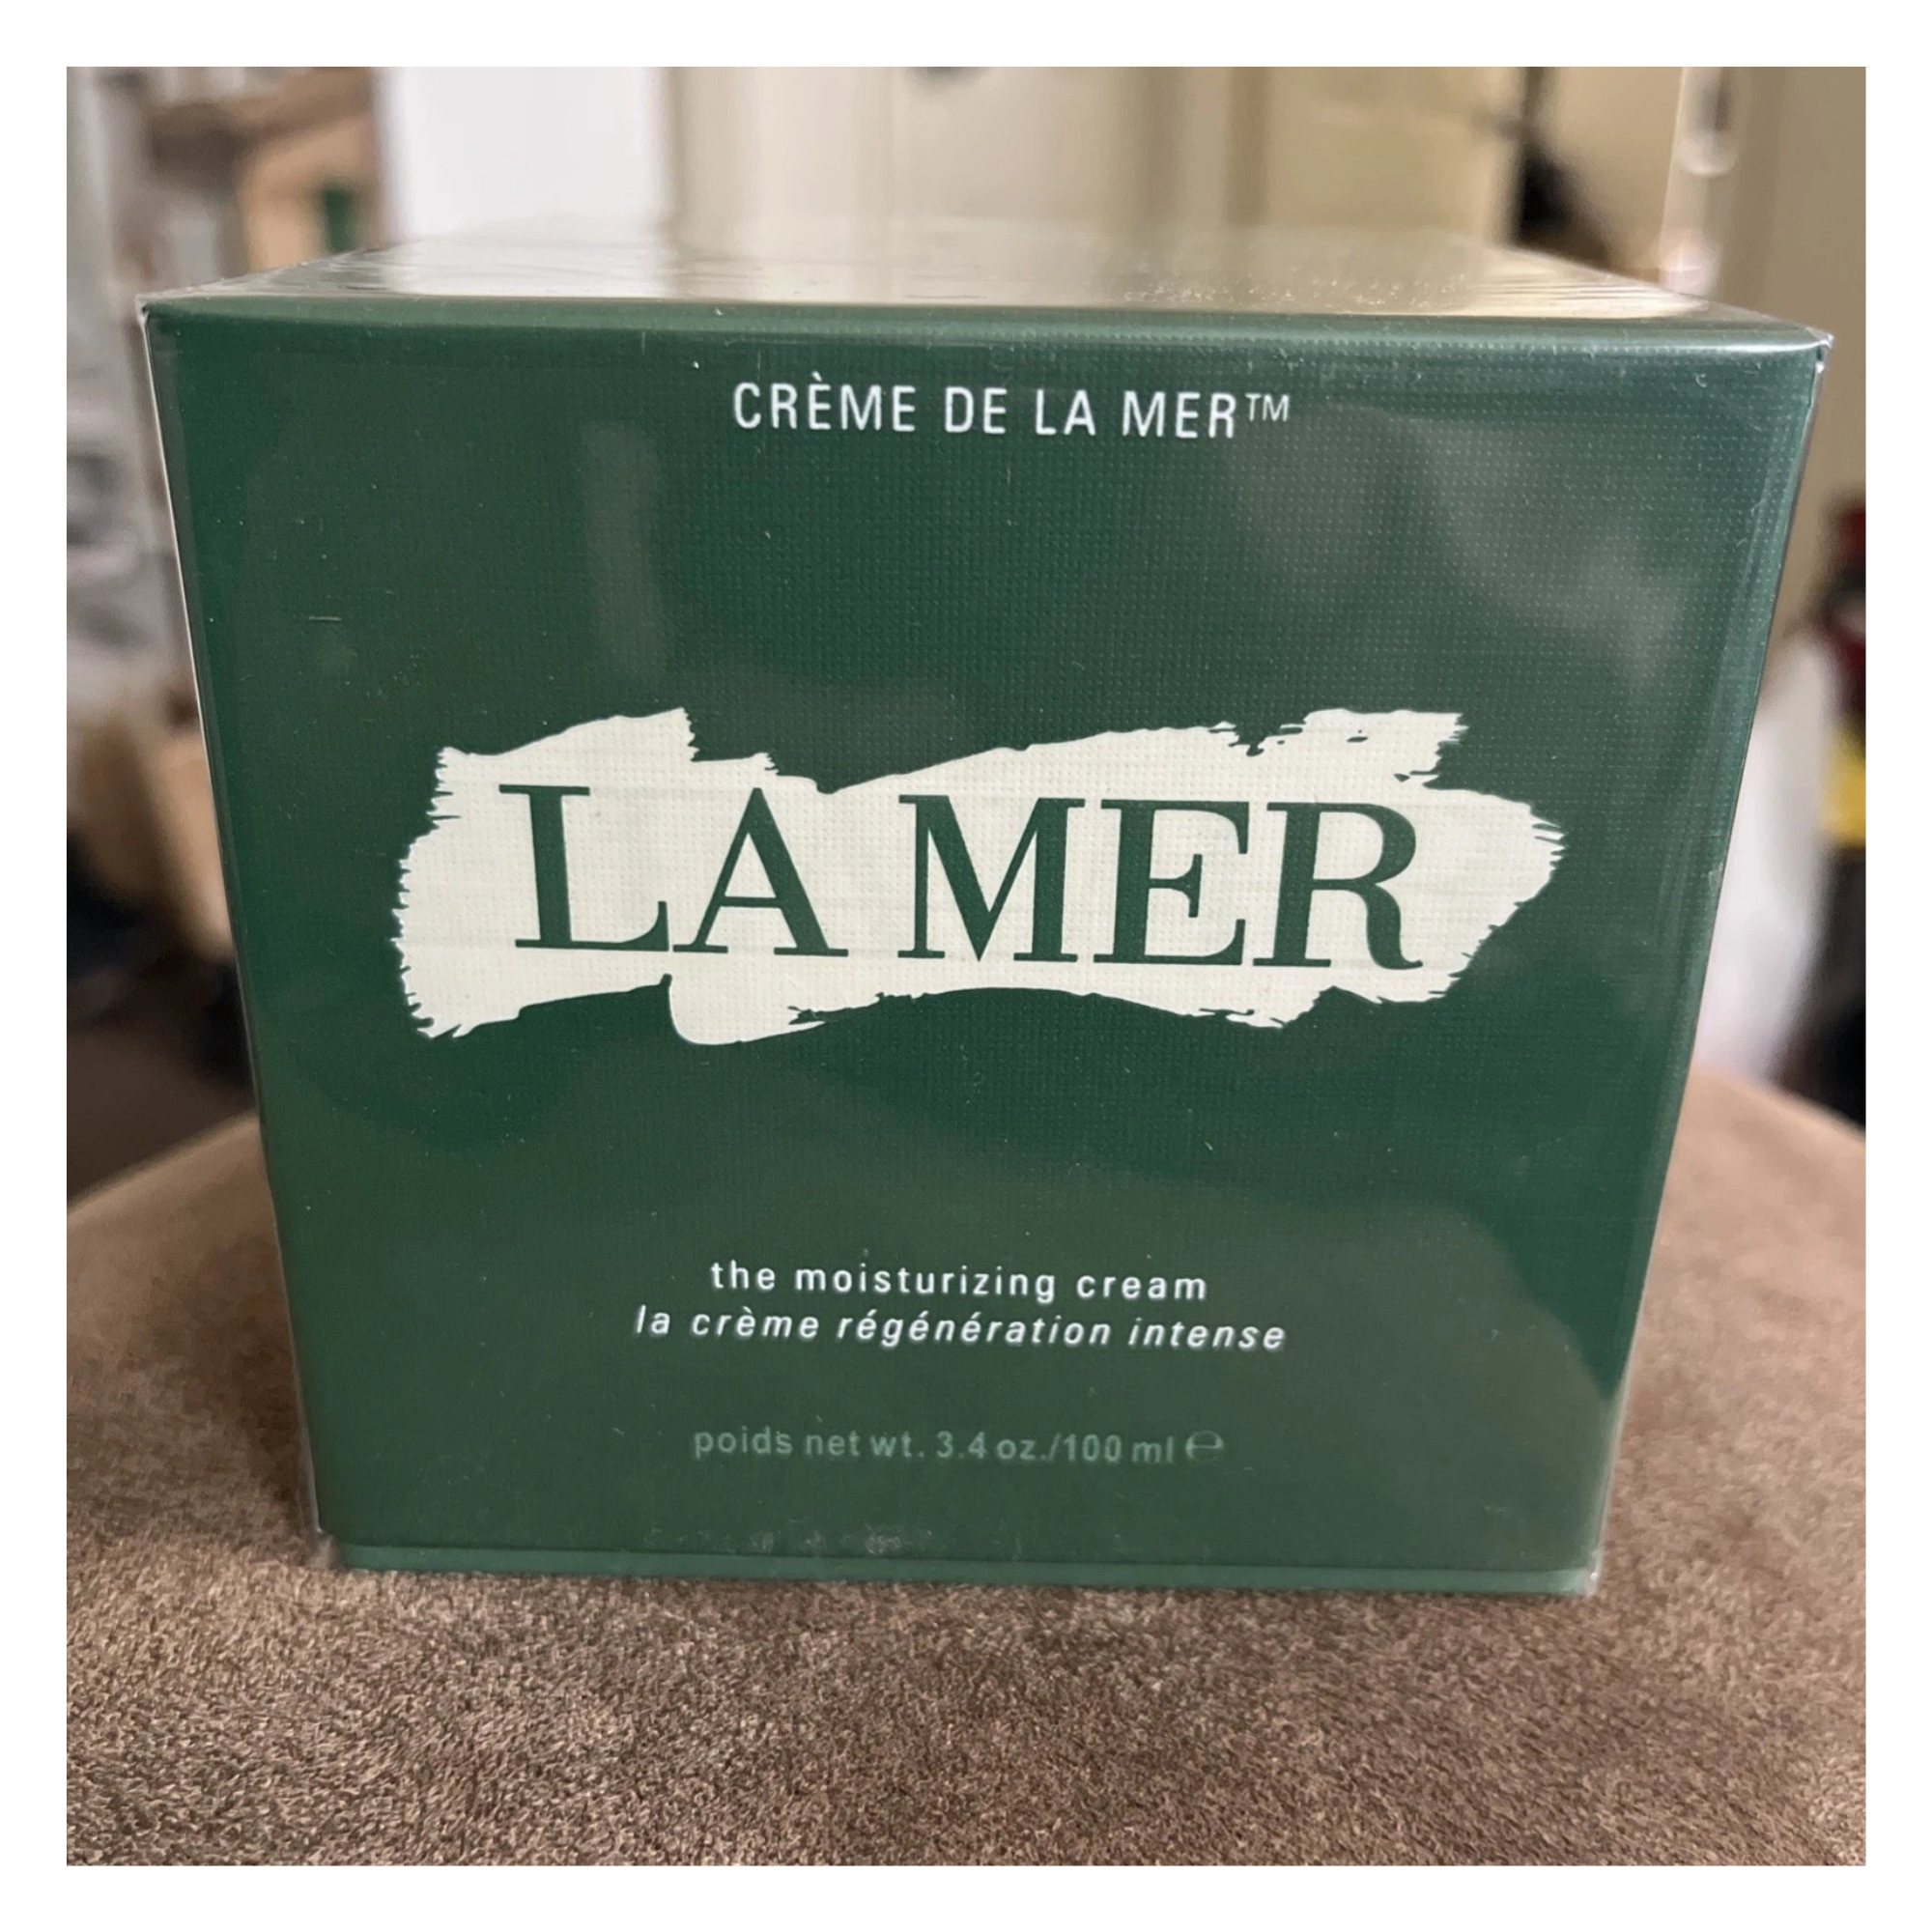 CRÈME DE LA MER™
LA MER
the moisturizing cream
la crème régénération intense
poids net wt. 3.4 oz./100 ml ℮